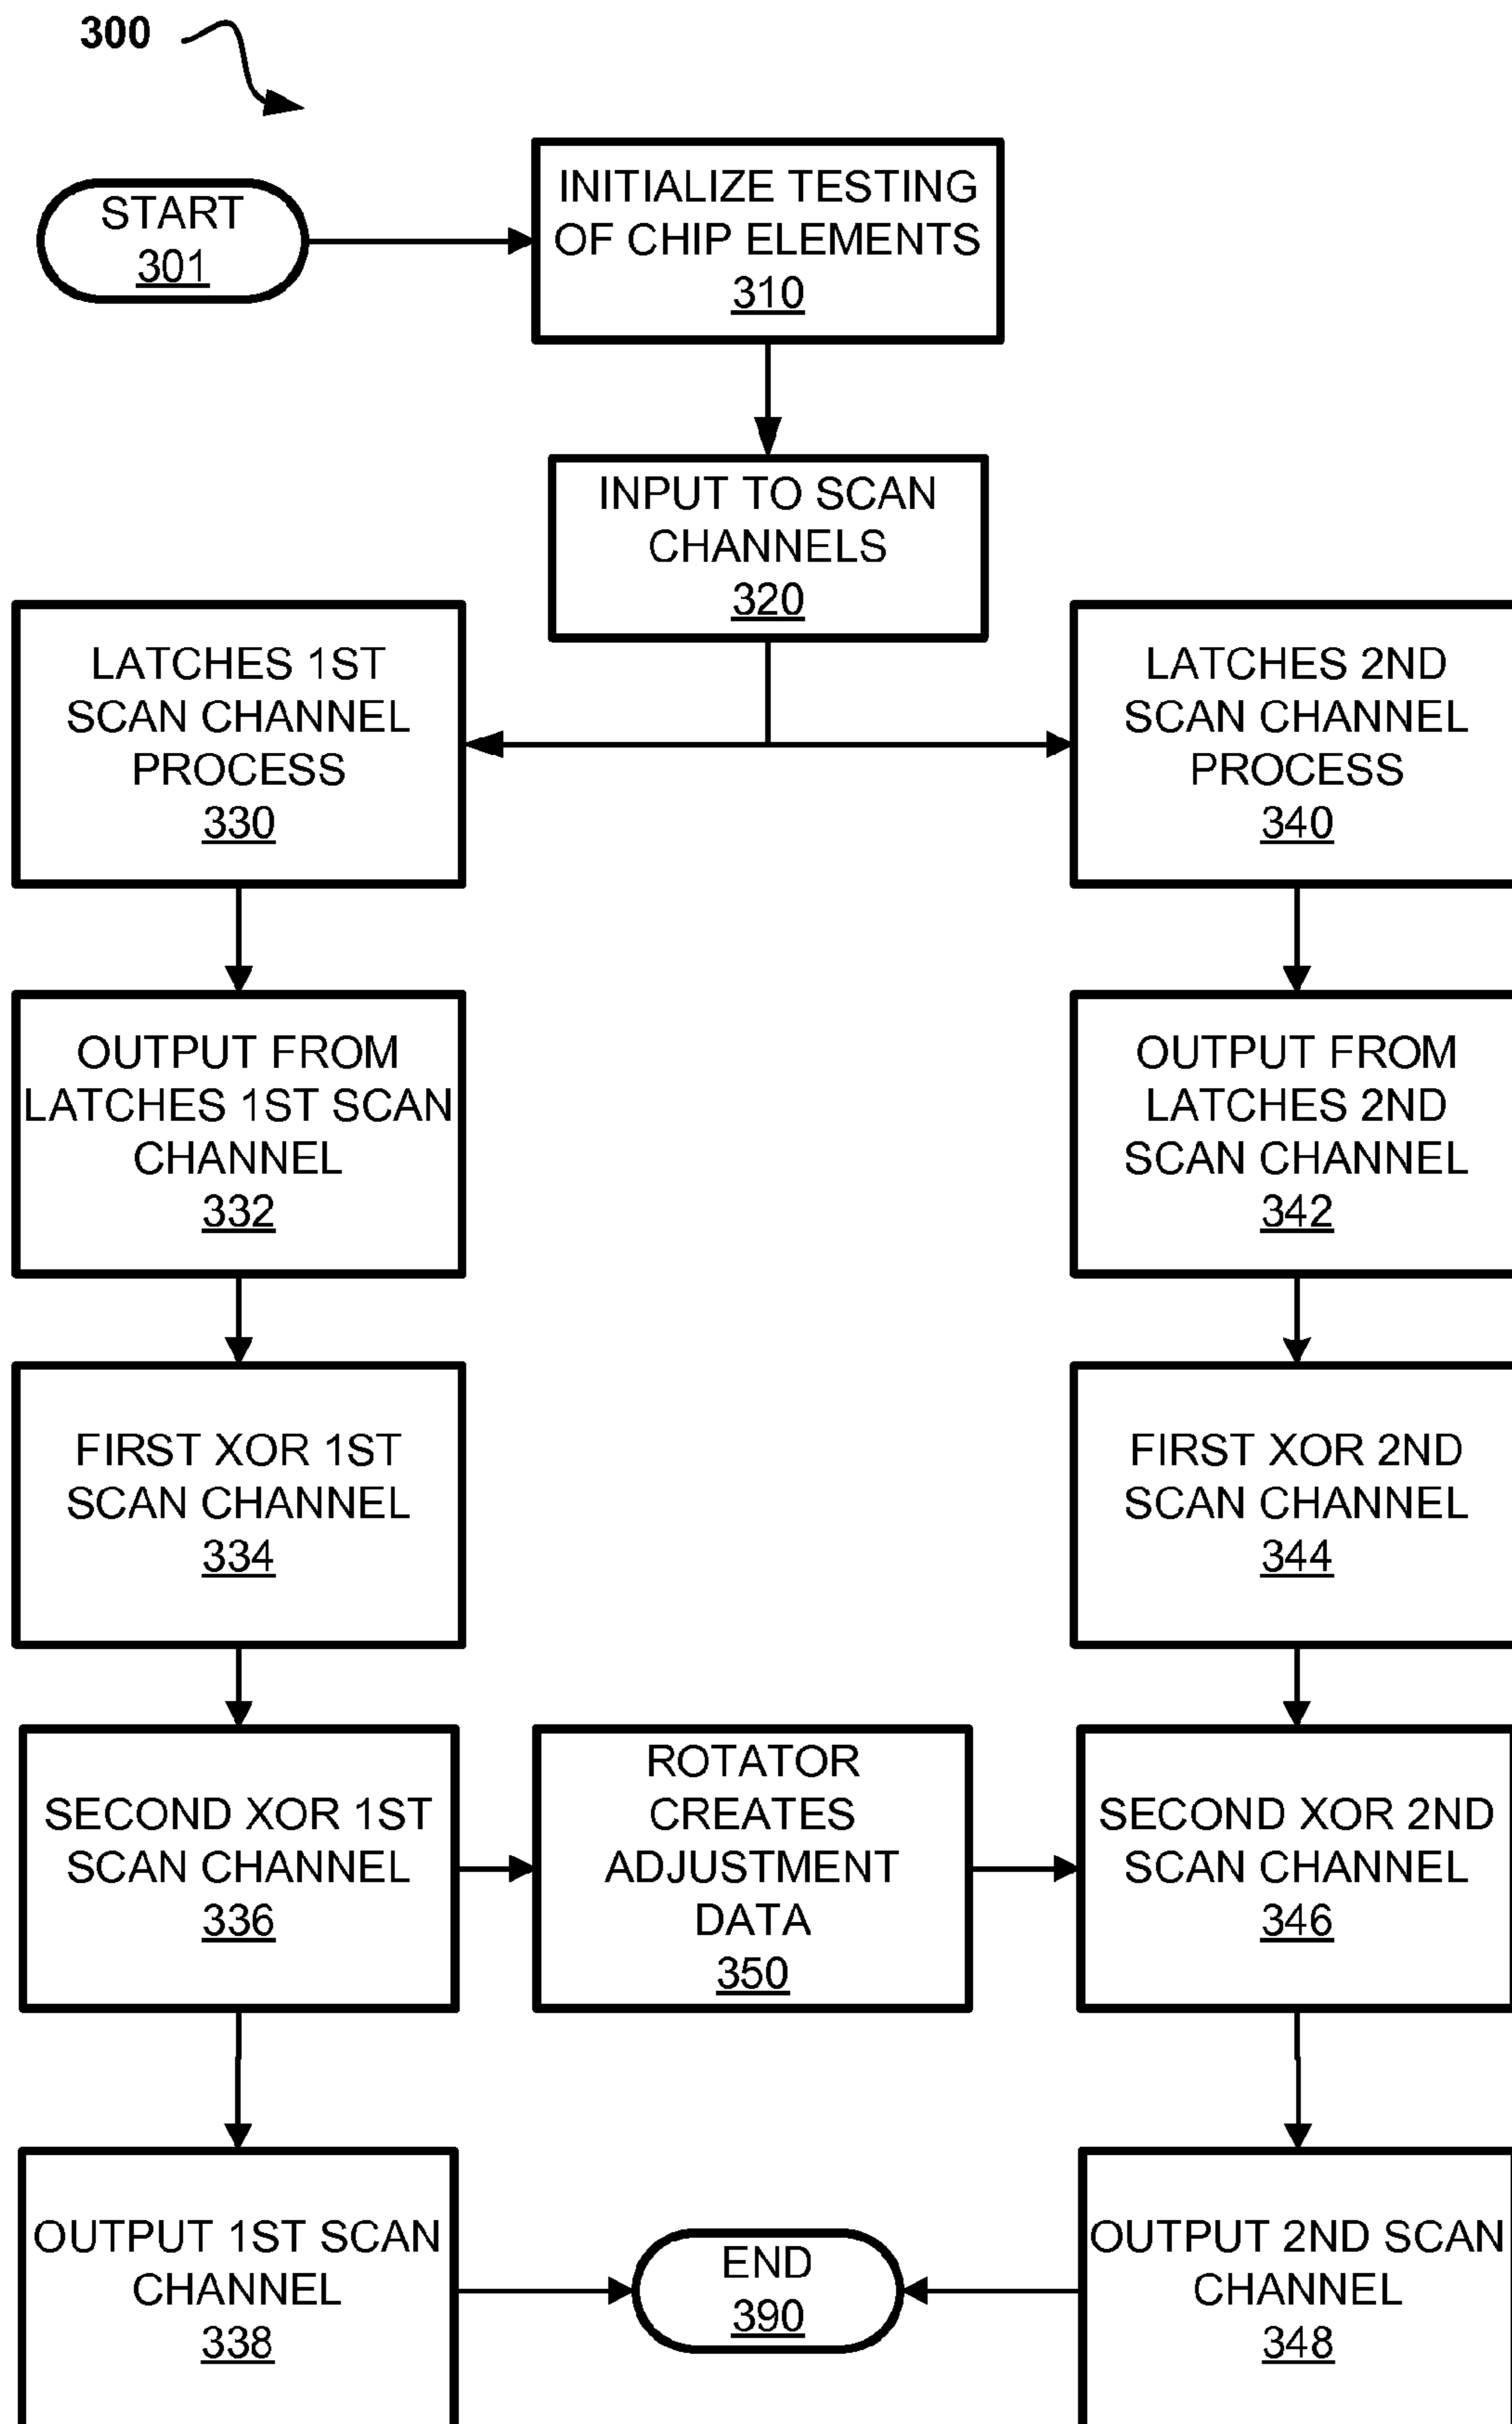 300
START
301
INITIALIZE TESTING
OF CHIP ELEMENTS
310
INPUT TO SCAN
CHANNELS
320
LATCHES 1ST
SCAN CHANNEL
PROCESS
330
LATCHES 2ND
SCAN CHANNEL
PROCESS
340
OUTPUT FROM
LATCHES 1ST SCAN
CHANNEL
332
OUTPUT FROM
LATCHES 2ND
SCAN CHANNEL
342
FIRST XOR 1ST
SCAN CHANNEL
334
FIRST XOR 2ND
SCAN CHANNEL
344
SECOND XOR 1ST
SCAN CHANNEL
336
ROTATOR
CREATES
ADJUSTMENT
DATA
350
SECOND XOR 2ND
SCAN CHANNEL
346
OUTPUT 1ST SCAN
CHANNEL
338
END
390
OUTPUT 2ND SCAN
CHANNEL
348